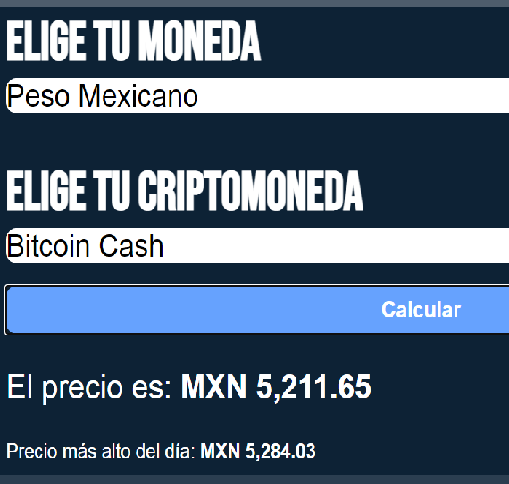 ELIGE TU MONEDA
Peso Mexicano
ELIGE TU CRIPTOMONEDA
Bitcoin Cash
Calcular
El precio es: MXN 5,211.65
Precio más alto del día: MXN 5,284.03